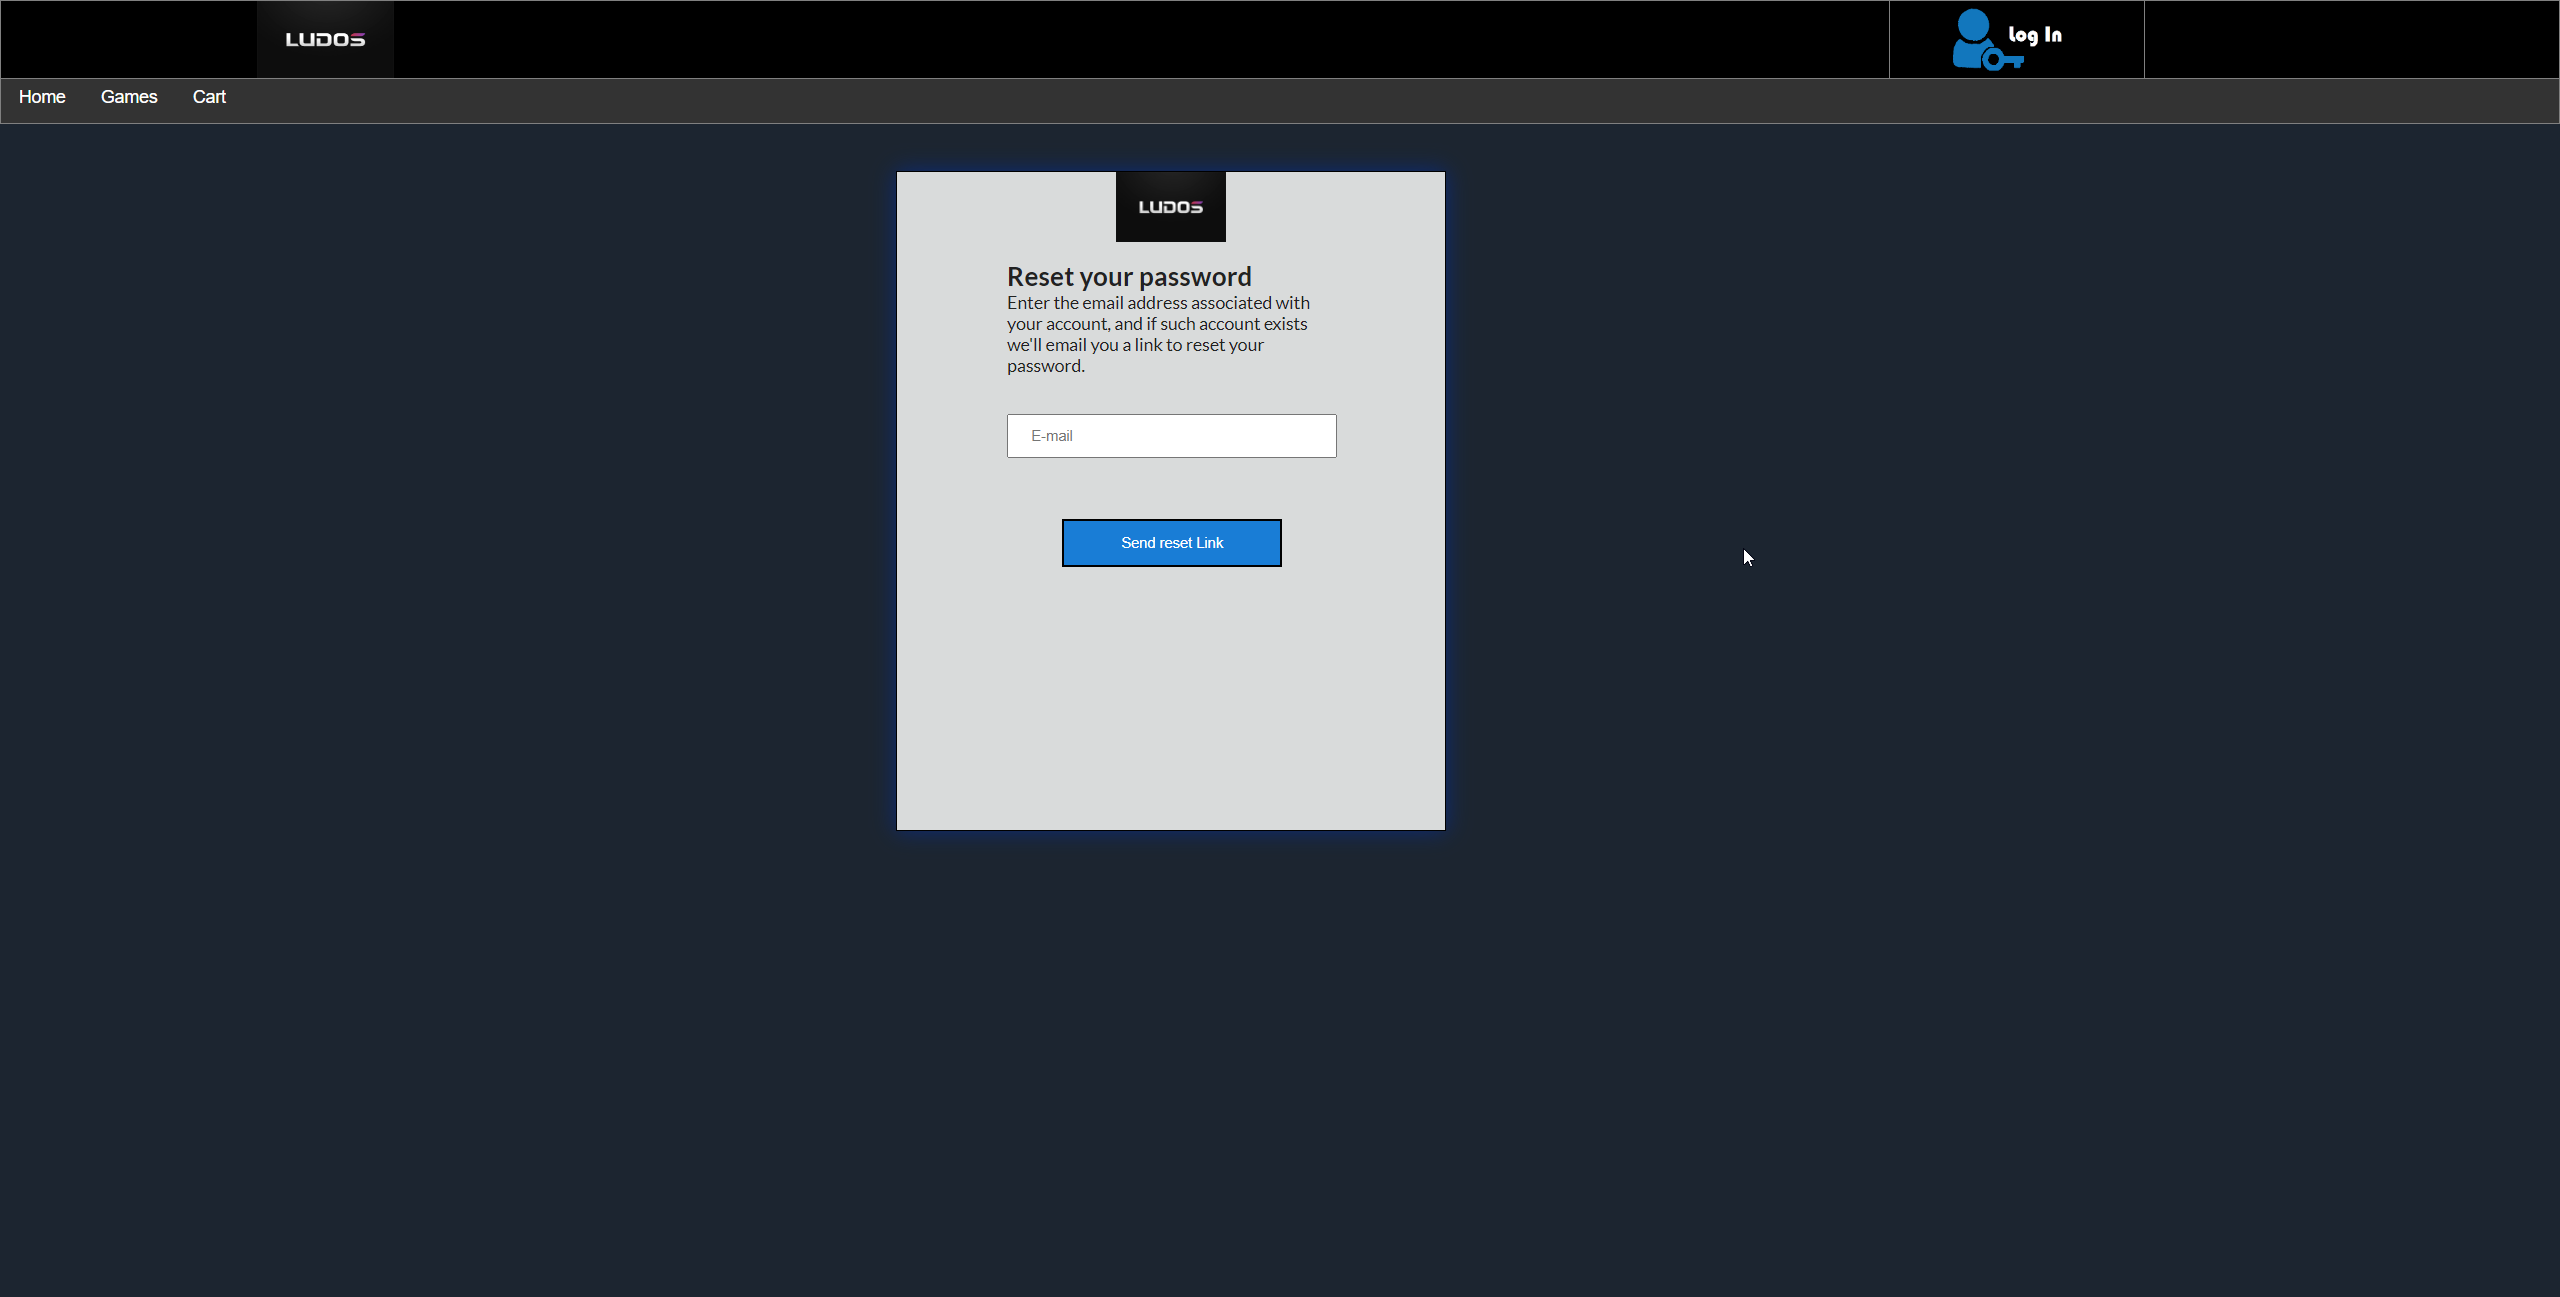 LUDOS
Log In
Home Games Cart
LUDOS
Reset your password
Enter the email address associated with
your account, and if such account exists
we'll email you a link to reset your
password.
E-mail
Send reset Link